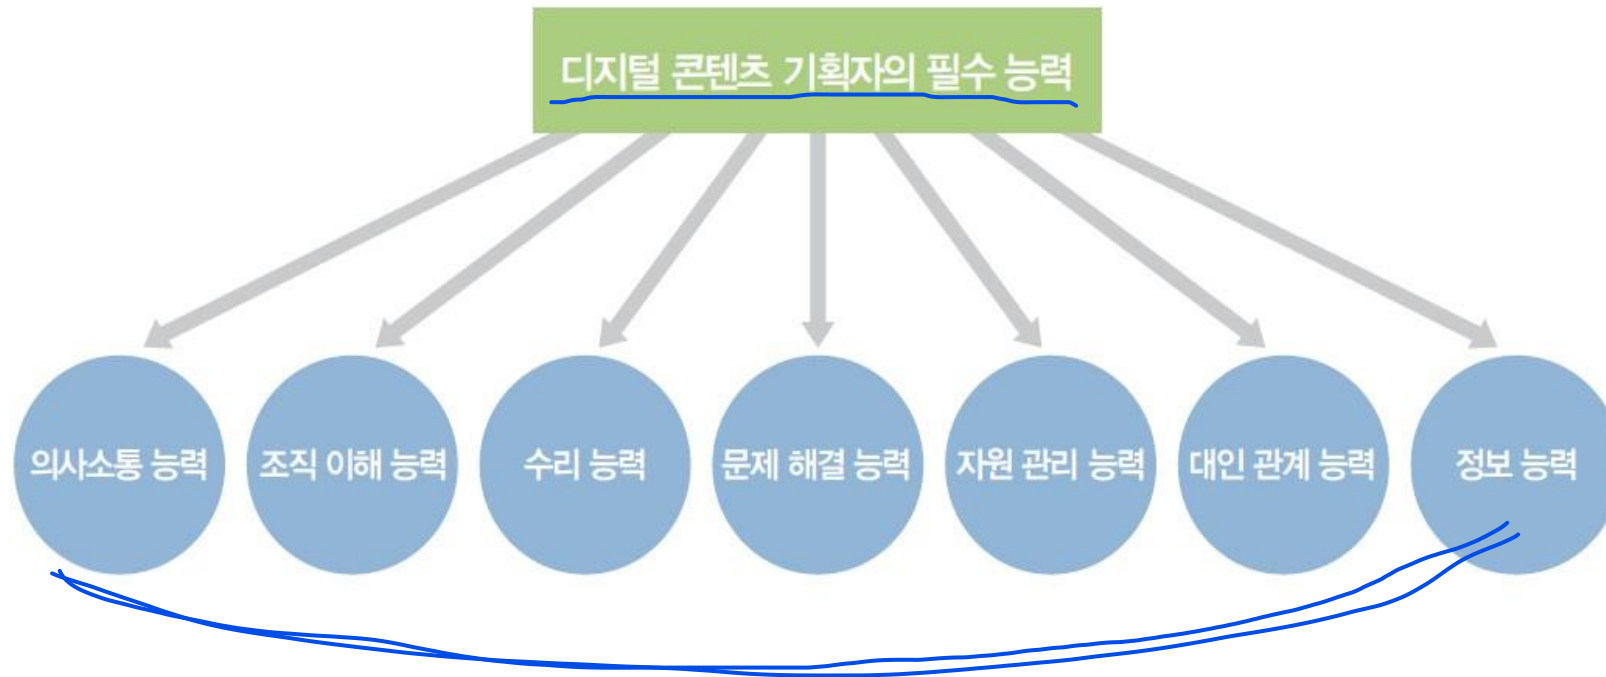 디지털 콘텐츠 기획자의 필수 능력
의사소통 능력
조직 이해 능력
수리 능력
문제 해결 능력
자원 관리 능력
대인 관계 능력
정보 능력